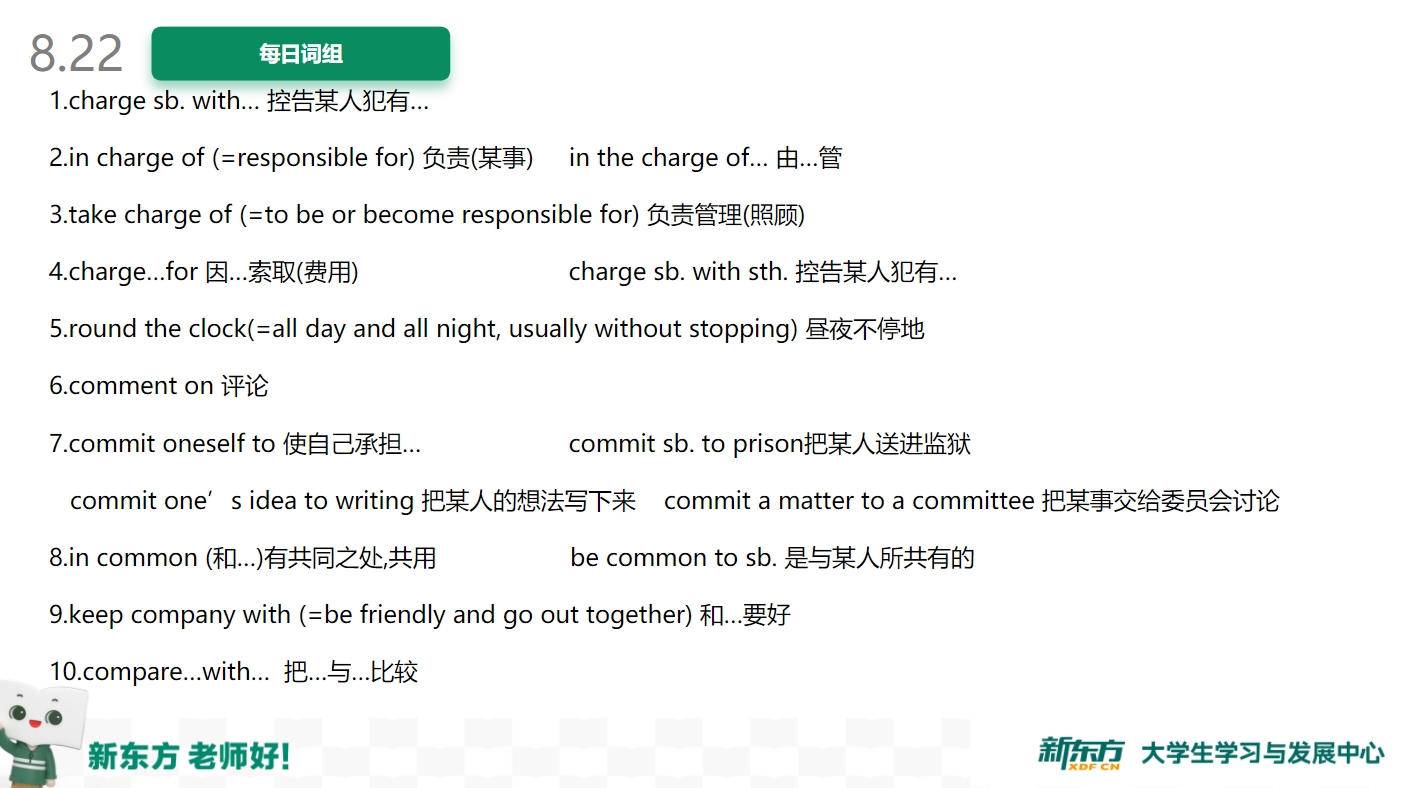 8.22 每日词组
1.charge sb. with... 控告某人犯有...
2.in charge of (=responsible for) 负责(某事) in the charge of... 由...管
3.take charge of (=to be or become responsible for) 负责管理(照顾)
4.charge...for 因...索取(费用) charge sb. with sth. 控告某人犯有...
5.round the clock(=all day and all night, usually without stopping) 昼夜不停地
6.comment on 评论
7.commit oneself to 使自己承担... commit sb. to prison把某人送进监狱
commit one’s idea to writing 把某人的想法写下来 commit a matter to a committee 把某事交给委员会讨论
8.in common (和...)有共同之处,共用 be common to sb. 是与某人所共有的
9.keep company with (=be friendly and go out together) 和...要好
10.compare...with... 把...与...比较
新东方 老师好!
新东方 XDF.CN 大学生学习与发展中心